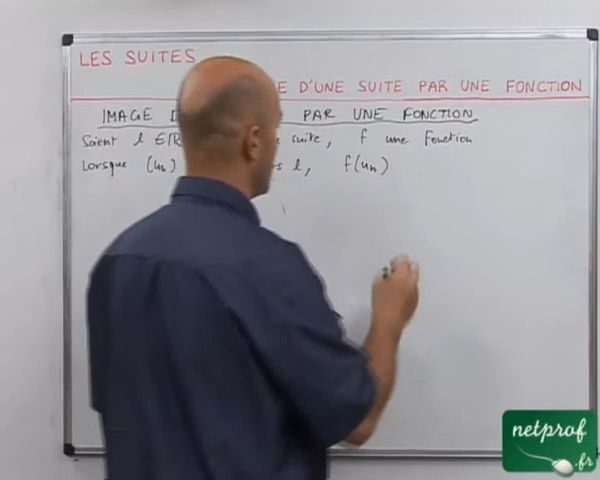 LES SUITES
E D'UNE SUITE PAR UNE FONCTION
IMAGE D PAR UNE FONCTION
Soient l ∈ R suite, f une fonction
Lorsque (un) s l, f(un)
netprof
.fr